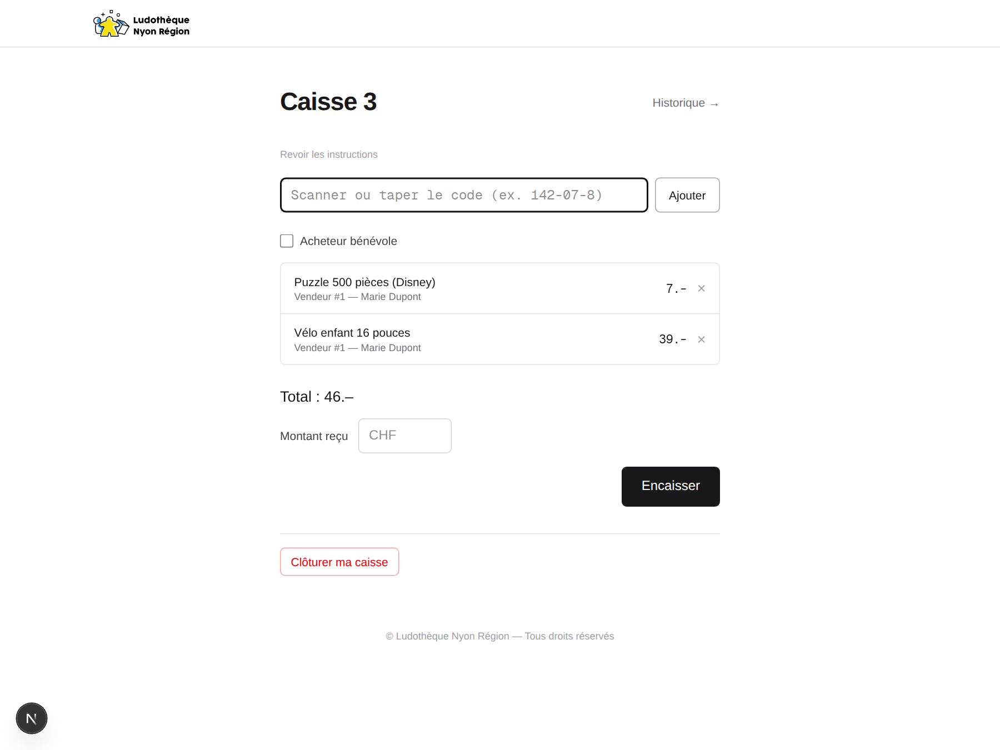 Ludothèque
Nyon Région
Caisse 3
Historique →
Revoir les instructions
Scanner ou taper le code (ex. 142-07-8)
Ajouter
Acheteur bénévole
Puzzle 500 pièces (Disney)
Vendeur #1 — Marie Dupont
7.–
×
Vélo enfant 16 pouces
Vendeur #1 — Marie Dupont
39.–
×
Total : 46.–
Montant reçu
CHF
Encaisser
Clôturer ma caisse
© Ludothèque Nyon Région — Tous droits réservés
N